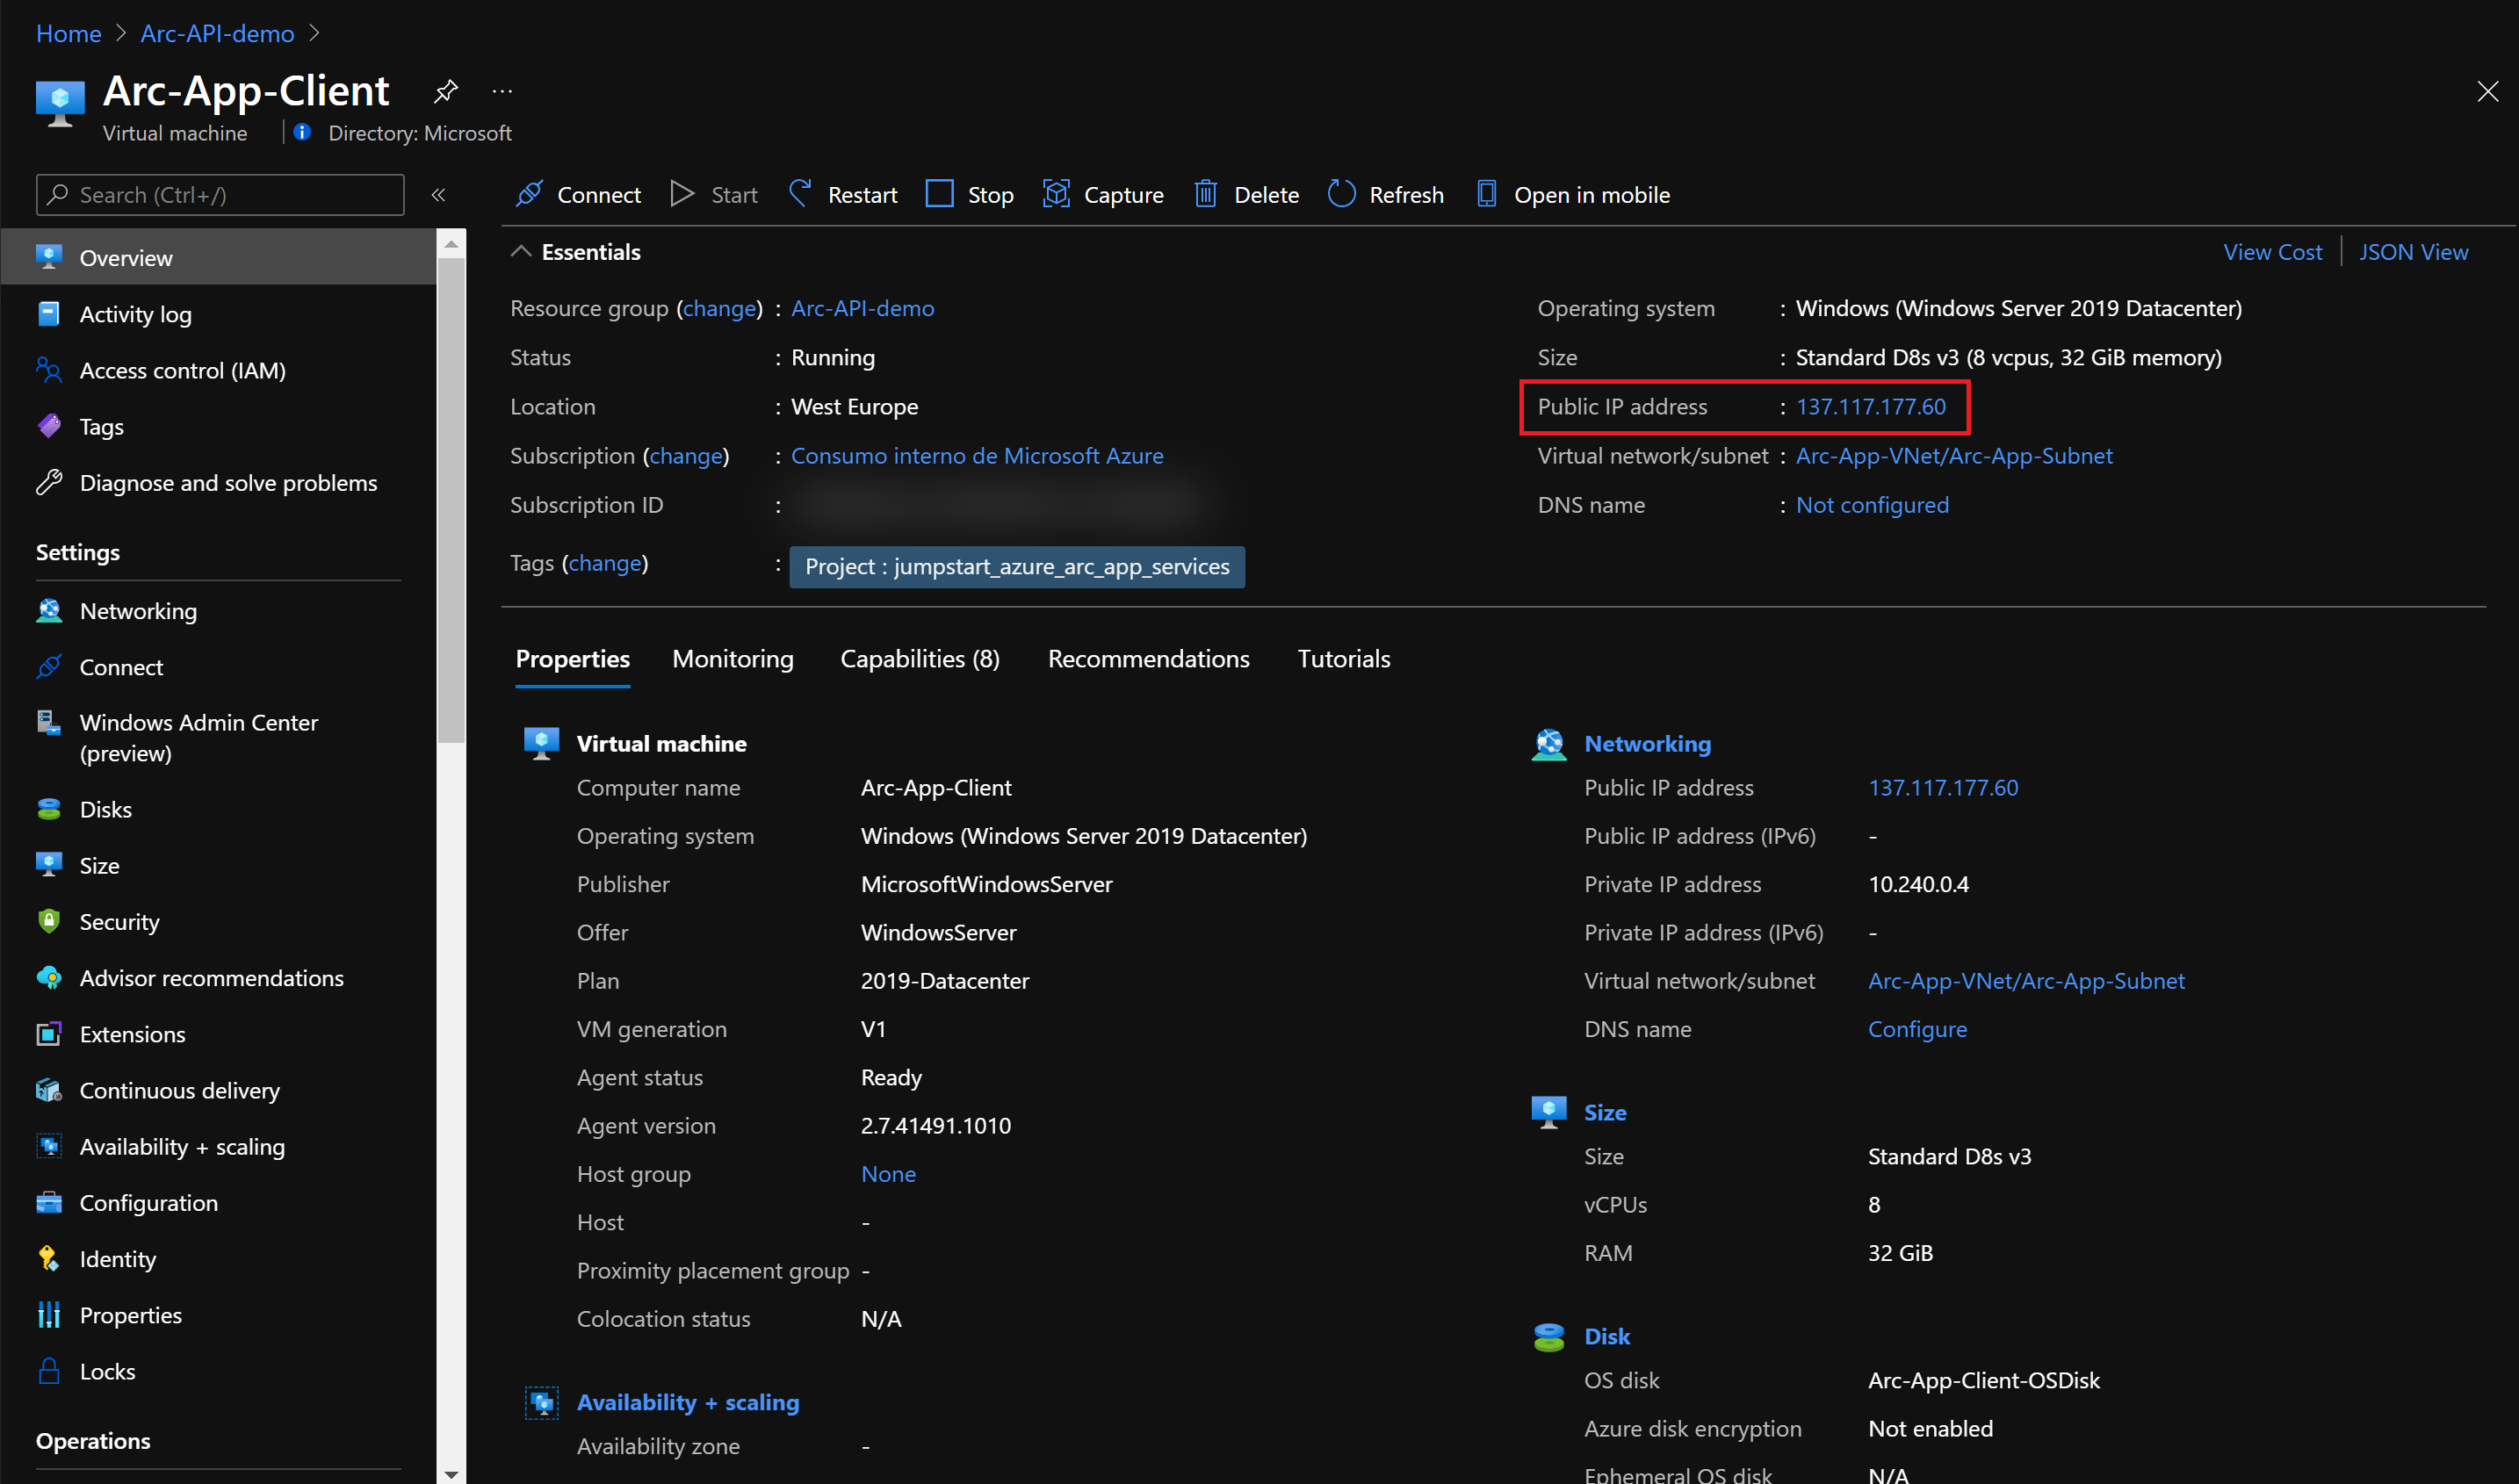 Home > Arc-API-demo >
Arc-App-Client ...
Virtual machine | Directory: Microsoft
Search (Ctrl+/) «
Connect Start Restart Stop Capture Delete Refresh Open in mobile
Overview
Activity log
Access control (IAM)
Tags
Diagnose and solve problems
Settings
Networking
Connect
Windows Admin Center
(preview)
Disks
Size
Security
Advisor recommendations
Extensions
Continuous delivery
Availability + scaling
Configuration
Identity
Properties
Locks
Operations
Essentials
View Cost | JSON View
Resource group (change) : Arc-API-demo
Status : Running
Location : West Europe
Subscription (change) : Consumo interno de Microsoft Azure
Subscription ID :
Tags (change) : Project : jumpstart_azure_arc_app_services
Operating system : Windows (Windows Server 2019 Datacenter)
Size : Standard D8s v3 (8 vcpus, 32 GiB memory)
Public IP address : 137.117.177.60
Virtual network/subnet : Arc-App-VNet/Arc-App-Subnet
DNS name : Not configured
Properties Monitoring Capabilities (8) Recommendations Tutorials
Virtual machine
Computer name Arc-App-Client
Operating system Windows (Windows Server 2019 Datacenter)
Publisher MicrosoftWindowsServer
Offer WindowsServer
Plan 2019-Datacenter
VM generation V1
Agent status Ready
Agent version 2.7.41491.1010
Host group None
Host -
Proximity placement group -
Colocation status N/A
Availability + scaling
Availability zone -
Networking
Public IP address 137.117.177.60
Public IP address (IPv6) -
Private IP address 10.240.0.4
Private IP address (IPv6) -
Virtual network/subnet Arc-App-VNet/Arc-App-Subnet
DNS name Configure
Size
Size Standard D8s v3
vCPUs 8
RAM 32 GiB
Disk
OS disk Arc-App-Client-OSDisk
Azure disk encryption Not enabled
Ephemeral OS disk N/A